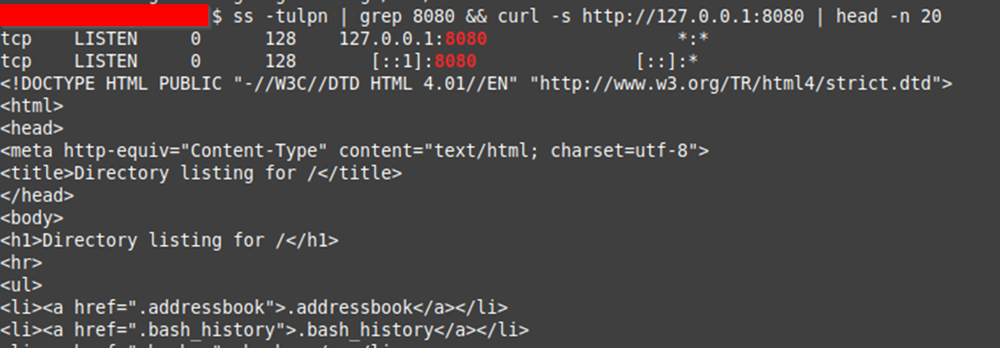 $ ss -tulpn | grep 8080 && curl -s http://127.0.0.1:8080 | head -n 20
tcp    LISTEN     0      128    127.0.0.1:8080                  *:*
tcp    LISTEN     0      128       [::1]:8080               [::]:*
<!DOCTYPE HTML PUBLIC "-//W3C//DTD HTML 4.01//EN" "http://www.w3.org/TR/html4/strict.dtd">
<html>
<head>
<meta http-equiv="Content-Type" content="text/html; charset=utf-8">
<title>Directory listing for /</title>
</head>
<body>
<h1>Directory listing for /</h1>
<hr>
<ul>
<li><a href=".addressbook">.addressbook</a></li>
<li><a href=".bash_history">.bash_history</a></li>